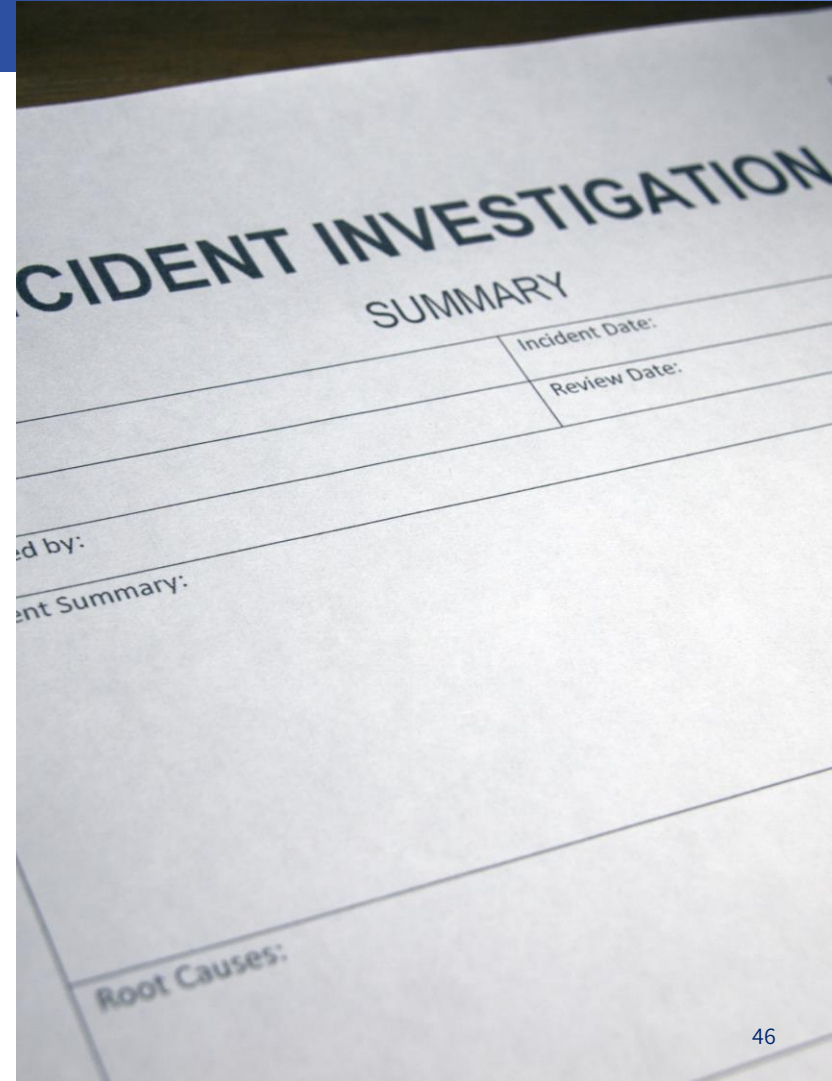 CIDENT INVESTIGATION
SUMMARY
Incident Date:
Review Date:
ed by:
ent Summary:
Root Causes:
46